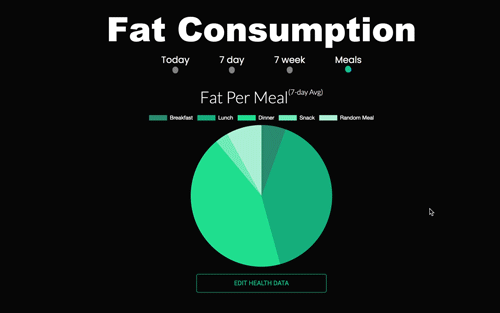 Fat Consumption
Today 7 day 7 week Meals
Fat Per Meal(7-day Avg)
Breakfast Lunch Dinner Snack Random Meal
EDIT HEALTH DATA